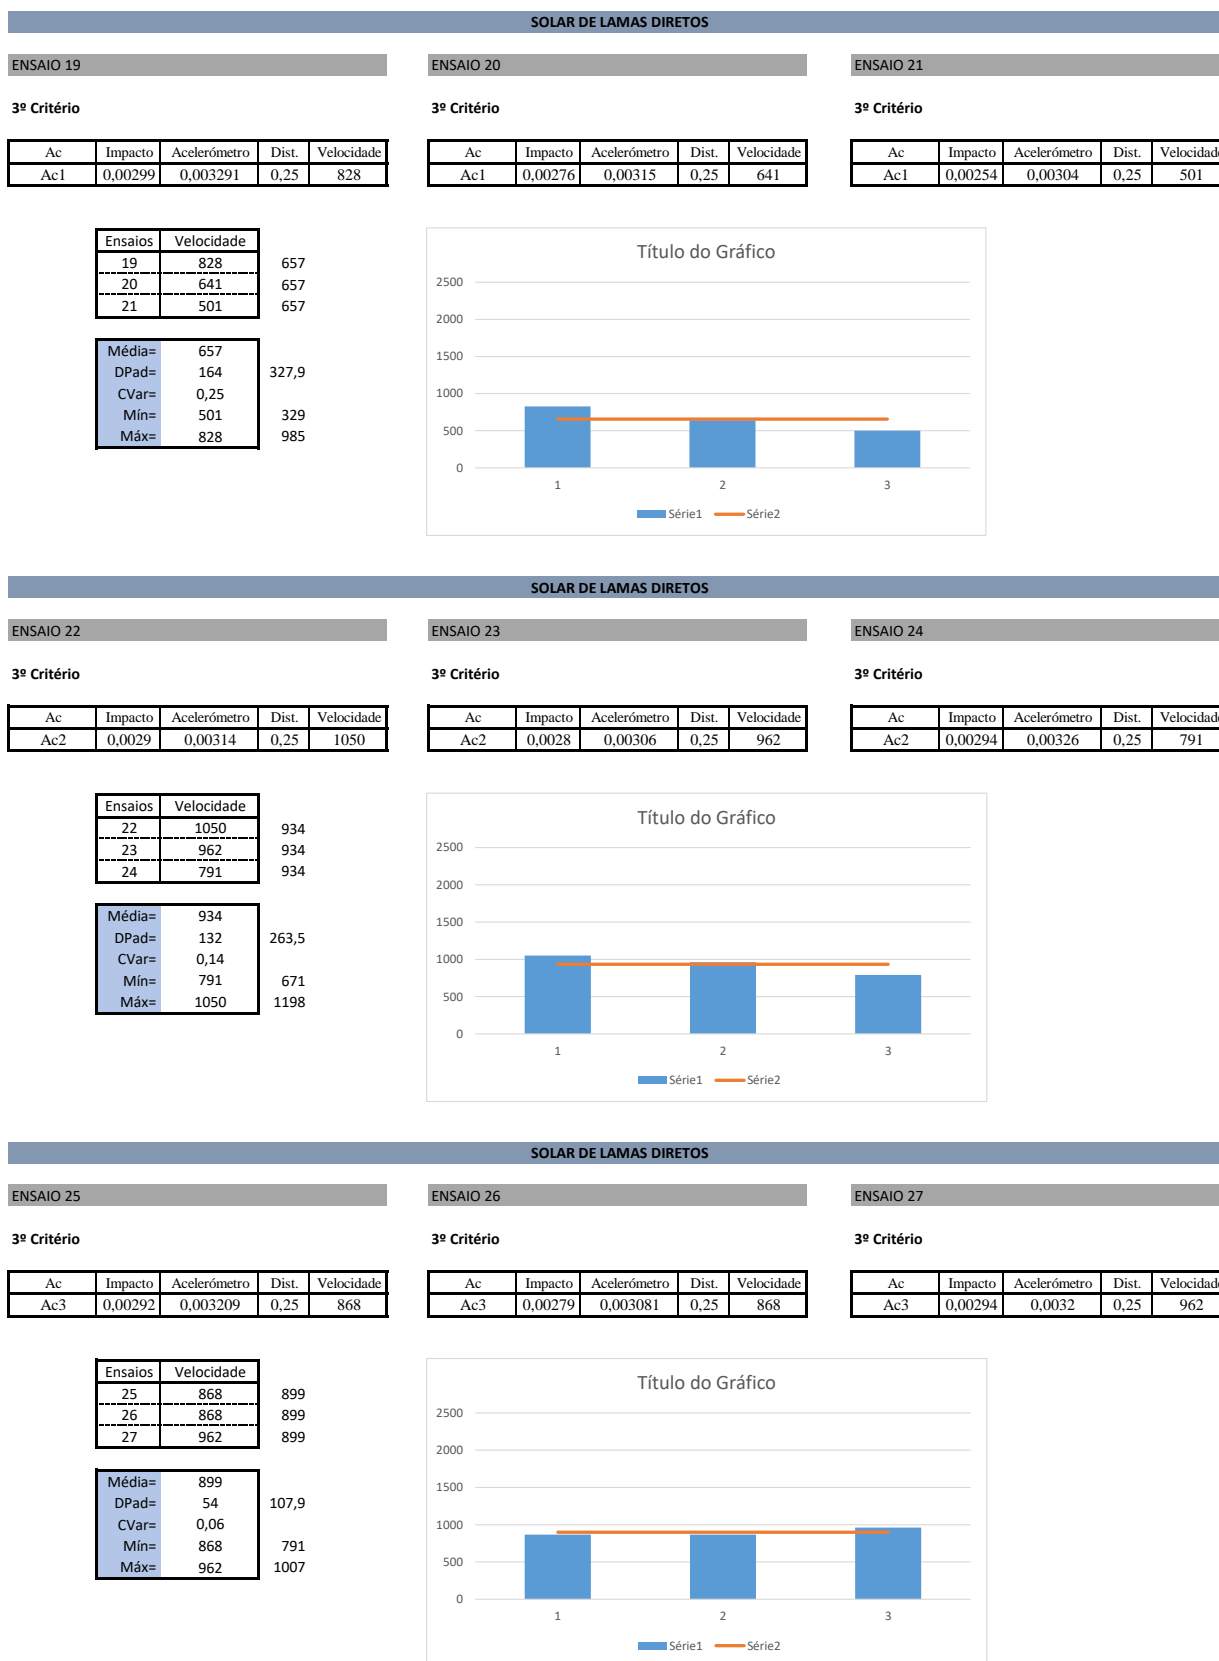 SOLAR DE LAMAS DIRETOS
ENSAIO 19 ENSAIO 20 ENSAIO 21
3º Critério 3º Critério 3º Critério
Ac Impacto Acelerómetro Dist. Velocidade Ac Impacto Acelerómetro Dist. Velocidade Ac Impacto Acelerómetro Dist. Velocidade
Ac1 0,00299 0,003291 0,25 828 Ac1 0,00276 0,00315 0,25 641 Ac1 0,00254 0,00304 0,25 501
Ensaios Velocidade
19 828 657
20 641 657
21 501 657
Média= 657
DPad= 164 327,9
CVar= 0,25
Mín= 501 329
Máx= 828 985
Título do Gráfico
2500
2000
1500
1000
500
0
1 2 3
Série1 Série2
SOLAR DE LAMAS DIRETOS
ENSAIO 22 ENSAIO 23 ENSAIO 24
3º Critério 3º Critério 3º Critério
Ac Impacto Acelerómetro Dist. Velocidade Ac Impacto Acelerómetro Dist. Velocidade Ac Impacto Acelerómetro Dist. Velocidade
Ac2 0,0029 0,00314 0,25 1050 Ac2 0,0028 0,00306 0,25 962 Ac2 0,00294 0,00326 0,25 791
Ensaios Velocidade
22 1050 934
23 962 934
24 791 934
Média= 934
DPad= 132 263,5
CVar= 0,14
Mín= 791 671
Máx= 1050 1198
Título do Gráfico
2500
2000
1500
1000
500
0
1 2 3
Série1 Série2
SOLAR DE LAMAS DIRETOS
ENSAIO 25 ENSAIO 26 ENSAIO 27
3º Critério 3º Critério 3º Critério
Ac Impacto Acelerómetro Dist. Velocidade Ac Impacto Acelerómetro Dist. Velocidade Ac Impacto Acelerómetro Dist. Velocidade
Ac3 0,00292 0,003209 0,25 868 Ac3 0,00279 0,003081 0,25 868 Ac3 0,00294 0,0032 0,25 962
Ensaios Velocidade
25 868 899
26 868 899
27 962 899
Média= 899
DPad= 54 107,9
CVar= 0,06
Mín= 868 791
Máx= 962 1007
Título do Gráfico
2500
2000
1500
1000
500
0
1 2 3
Série1 Série2